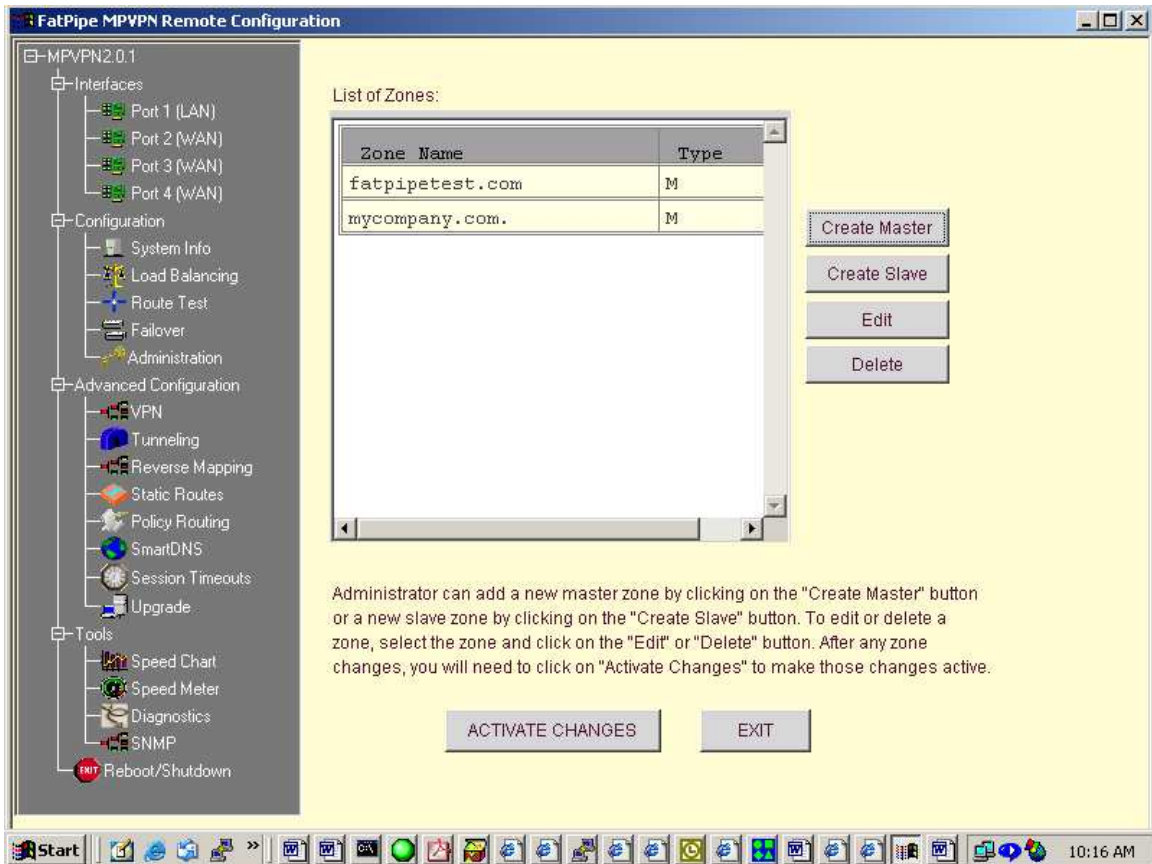 FatPipe MPVPN Remote Configuration
MPVPN2.0.1
Interfaces
Port 1 (LAN)
Port 2 (WAN)
Port 3 (WAN)
Port 4 (WAN)
Configuration
System Info
Load Balancing
Route Test
Failover
Administration
Advanced Configuration
VPN
Tunneling
Reverse Mapping
Static Routes
Policy Routing
SmartDNS
Session Timeouts
Upgrade
Tools
Speed Chart
Speed Meter
Diagnostics
SNMP
EXIT Reboot/Shutdown
List of Zones:
Zone Name Type
fatpipetest.com M
mycompany.com. M
Create Master
Create Slave
Edit
Delete
Administrator can add a new master zone by clicking on the "Create Master" button
or a new slave zone by clicking on the "Create Slave" button. To edit or delete a
zone, select the zone and click on the "Edit" or "Delete" button. After any zone
changes, you will need to click on "Activate Changes" to make those changes active.
ACTIVATE CHANGES EXIT
Start » 10:16 AM